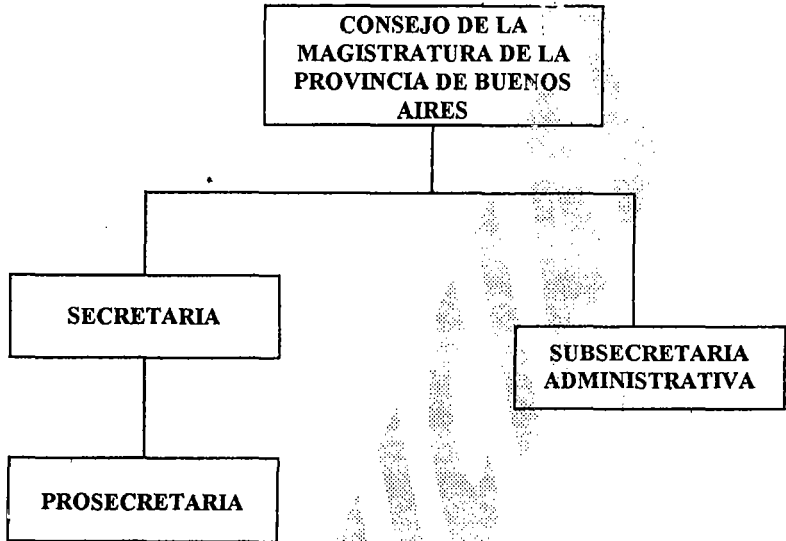 CONSEJO DE LA
MAGISTRATURA DE LA
PROVINCIA DE BUENOS
AIRES
SECRETARIA
SUBSECRETARIA
ADMINISTRATIVA
PROSECRETARIA